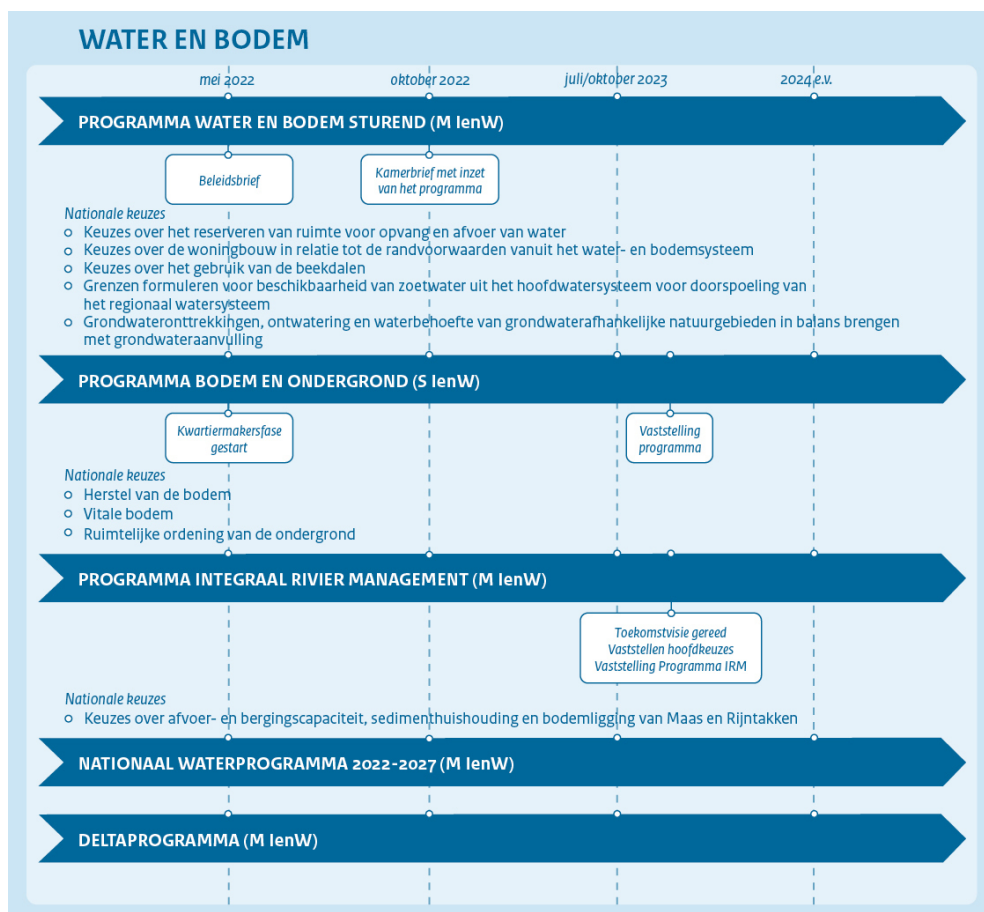 WATER EN BODEM
mei 2022
oktober 2022
juli/oktober 2023
2024 e.v.
PROGRAMMA WATER EN BODEM STUREND (M IenW)
Beleidsbrief
Kamerbrief met inzet
van het programma
Nationale keuzes
Keuzes over het reserveren van ruimte voor opvang en afvoer van water
Keuzes over de woningbouw in relatie tot de randvoorwaarden vanuit het water- en bodemsysteem
Keuzes over het gebruik van de beekdalen
Grenzen formuleren voor beschikbaarheid van zoetwater uit het hoofdwatersysteem voor doorspoeling van
het regionaal watersysteem
Grondwateronttrekkingen, ontwatering en waterbehoefte van grondwaterafhankelijke natuurgebieden in balans brengen
met grondwateraanvulling
PROGRAMMA BODEM EN ONDERGROND (S IenW)
Kwartiermakersfase
gestart
Vaststelling
programma
Nationale keuzes
Herstel van de bodem
Vitale bodem
Ruimtelijke ordening van de ondergrond
PROGRAMMA INTEGRAAL RIVIER MANAGEMENT (M IenW)
Toekomstvisie gereed
Vaststellen hoofdkeuzes
Vaststelling Programma IRM
Nationale keuzes
Keuzes over afvoer- en bergingscapaciteit, sedimenthuishouding en bodemligging van Maas en Rijntakken
NATIONAAL WATERPROGRAMMA 2022-2027 (M IenW)
DELTAPROGRAMMA (M IenW)